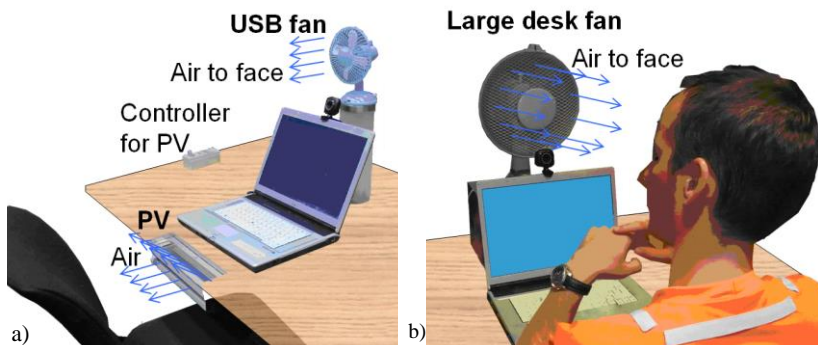 USB fan
Air to face
Controller
for PV
PV
Air
a)
Large desk fan
Air to face
b)